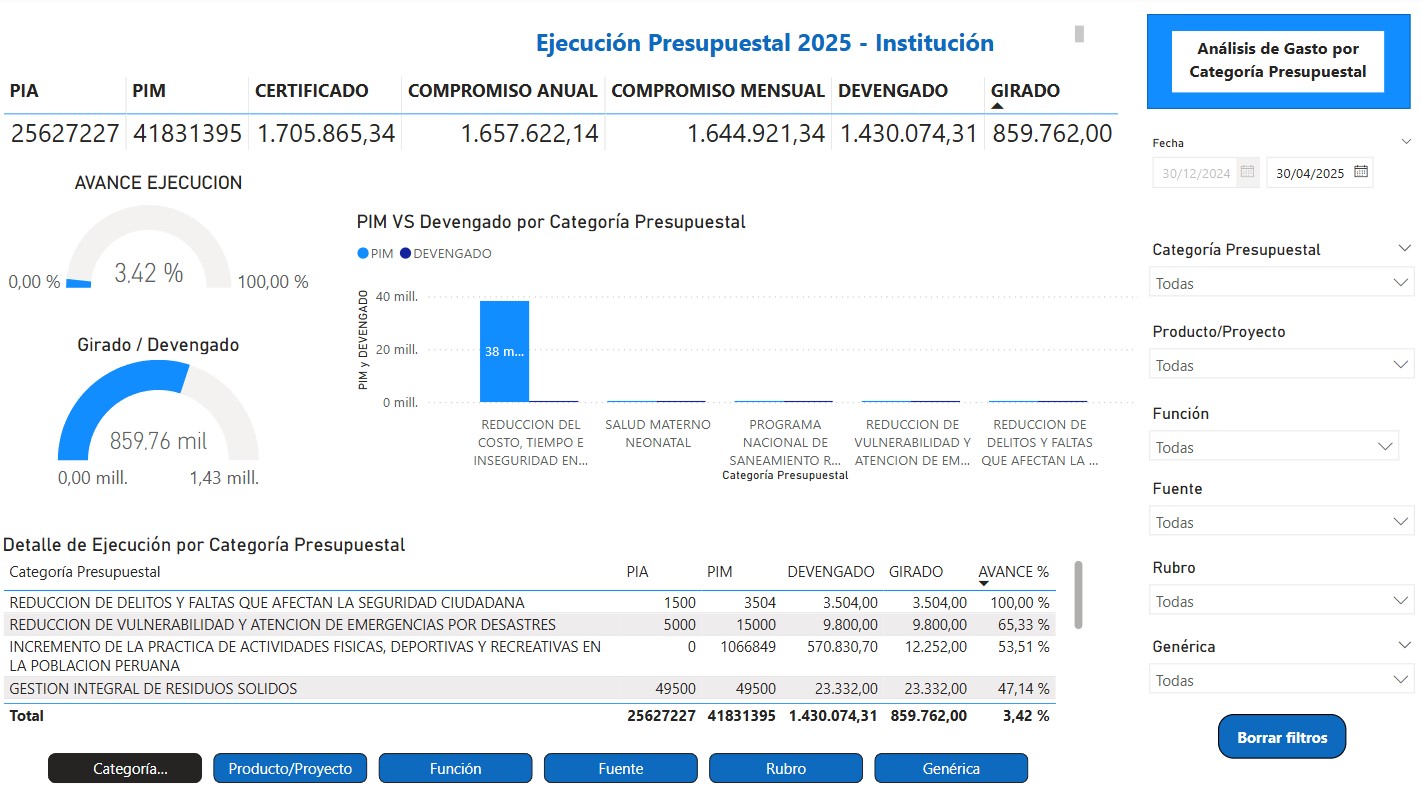 Ejecución Presupuestal 2025 - Institución
PIA PIM CERTIFICADO COMPROMISO ANUAL COMPROMISO MENSUAL DEVENGADO GIRADO
25627227 41831395 1.705.865,34 1.657.622,14 1.644.921,34 1.430.074,31 859.762,00
AVANCE EJECUCION
3,42 %
0,00 % 100,00 %
Girado / Devengado
859,76 mil
0,00 mill. 1,43 mill.
PIM VS Devengado por Categoría Presupuestal
PIM DEVENGADO
PIM y DEVENGADO
40 mill.
20 mill.
0 mill.
38 m...
REDUCCION DEL
COSTO, TIEMPO E
INSEGURIDAD EN...
SALUD MATERNO
NEONATAL
PROGRAMA
NACIONAL DE
SANEAMIENTO R...
REDUCCION DE
VULNERABILIDAD Y
ATENCION DE EM...
REDUCCION DE
DELITOS Y FALTAS
QUE AFECTAN LA ...
Categoría Presupuestal
Detalle de Ejecución por Categoría Presupuestal
Categoría Presupuestal PIA PIM DEVENGADO GIRADO AVANCE %
REDUCCION DE DELITOS Y FALTAS QUE AFECTAN LA SEGURIDAD CIUDADANA 1500 3504 3.504,00 3.504,00 100,00 %
REDUCCION DE VULNERABILIDAD Y ATENCION DE EMERGENCIAS POR DESASTRES 5000 15000 9.800,00 9.800,00 65,33 %
INCREMENTO DE LA PRACTICA DE ACTIVIDADES FISICAS, DEPORTIVAS Y RECREATIVAS EN 0 1066849 570.830,70 12.252,00 53,51 %
LA POBLACION PERUANA
GESTION INTEGRAL DE RESIDUOS SOLIDOS 49500 49500 23.332,00 23.332,00 47,14 %
Total 25627227 41831395 1.430.074,31 859.762,00 3,42 %
Categoría... Producto/Proyecto Función Fuente Rubro Genérica
Análisis de Gasto por
Categoría Presupuestal
Fecha
30/12/2024 30/04/2025
Categoría Presupuestal
Todas
Producto/Proyecto
Todas
Función
Todas
Fuente
Todas
Rubro
Todas
Genérica
Todas
Borrar filtros